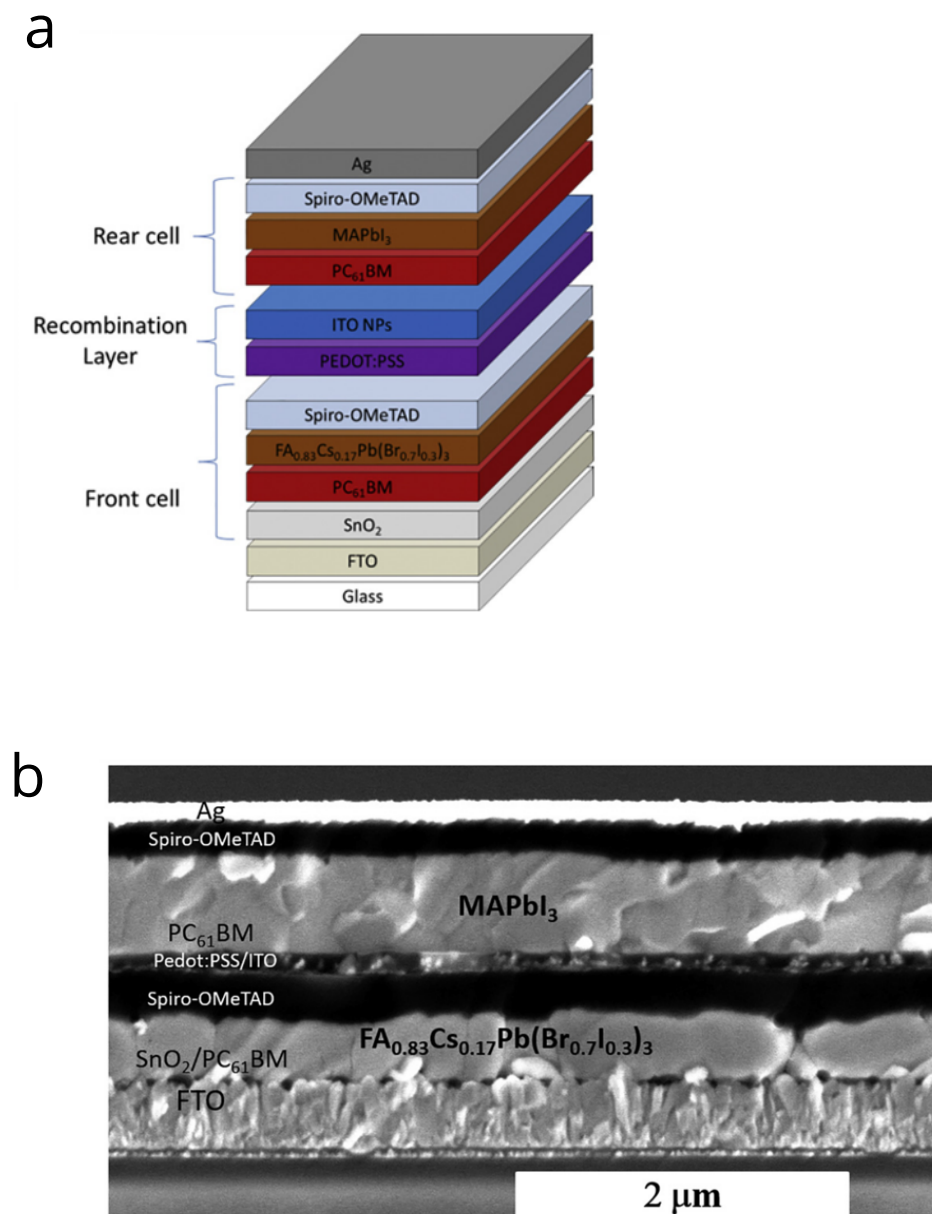 a
Ag
Spiro-OMeTAD
Rear cell
MAPbI₃
PC₆₁BM
Recombination
Layer
ITO NPs
PEDOT:PSS
Spiro-OMeTAD
FA₀.₈₃Cs₀.₁₇Pb(Br₀.₇I₀.₃)₃
Front cell
PC₆₁BM
SnO₂
FTO
Glass
b
Ag
Spiro-OMeTAD
MAPbI₃
PC₆₁BM
Pedot:PSS/ITO
Spiro-OMeTAD
FA₀.₈₃Cs₀.₁₇Pb(Br₀.₇I₀.₃)₃
SnO₂/PC₆₁BM
FTO
2 μm